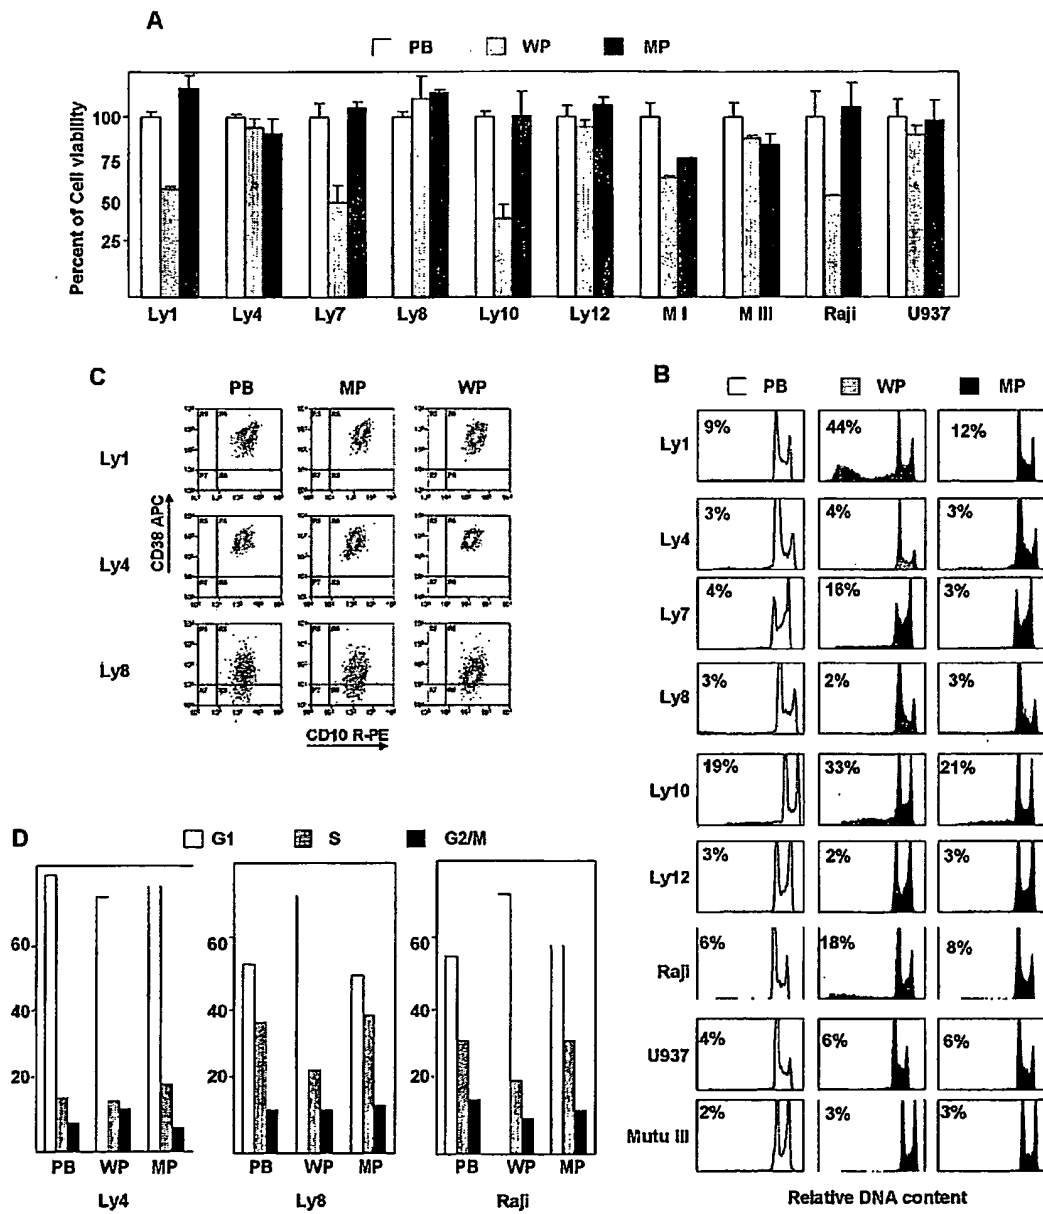 A
PB WP MP
Percent of Cell viability
100
75
50
25
Ly1 Ly4 Ly7 Ly8 Ly10 Ly12 M I M III Raji U937
C
PB MP WP
Ly1
Ly4
Ly8
CD38 APC
CD10 R-PE
B
PB WP MP
Ly1 9% 44% 12%
Ly4 3% 4% 3%
Ly7 4% 16% 3%
Ly8 3% 2% 3%
Ly10 19% 33% 21%
Ly12 3% 2% 3%
Raji 6% 18% 8%
U937 4% 6% 6%
Mutu III 2% 3% 3%
Relative DNA content
D
G1 S G2/M
60 60 60
40 40 40
20 20 20
PB WP MP PB WP MP PB WP MP
Ly4 Ly8 Raji